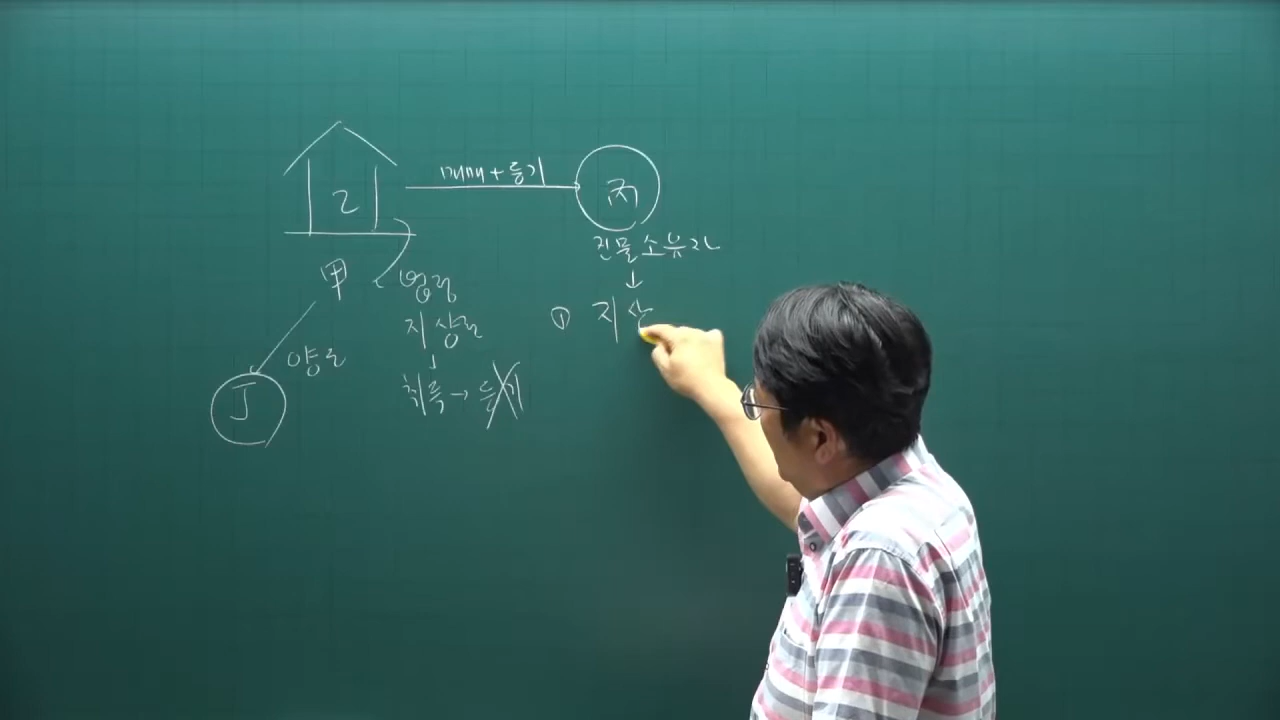 매매+등기
乙
丙
건물소유자
↓
甲
법정
지상권
↓
취득→등기
① 지상
양도
丁